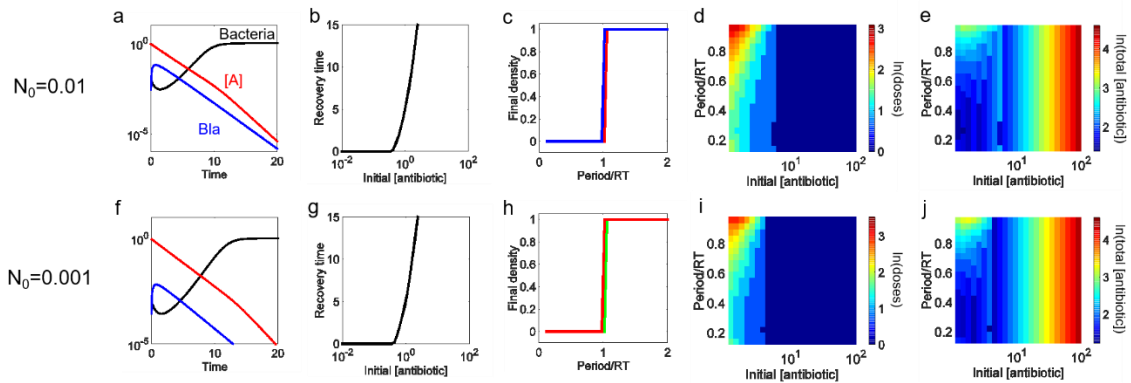 a b c d e
N₀=0.01
10⁰
10⁻⁵
Bacteria
[A]
Bla
0 10 20
Time
Recovery time
15
10
5
0
10⁻² 10⁰ 10²
Initial [antibiotic]
Final density
1
0.8
0.6
0.4
0.2
0
0 1 2
Period/RT
Period/RT
0.8
0.6
0.4
0.2
10¹ 10²
Initial [antibiotic]
3
2
1
0
ln(doses)
Period/RT
0.8
0.6
0.4
0.2
10¹ 10²
Initial [antibiotic]
4
3
2
ln(total [antibiotic])
f g h i j
N₀=0.001
10⁰
10⁻⁵
0 10 20
Time
Recovery time
15
10
5
0
10⁻² 10⁰ 10²
Initial [antibiotic]
Final density
1
0.8
0.6
0.4
0.2
0
0 1 2
Period/RT
Period/RT
0.8
0.6
0.4
0.2
10¹ 10²
Initial [antibiotic]
3
2
1
0
ln(doses)
Period/RT
0.8
0.6
0.4
0.2
10¹ 10²
Initial [antibiotic]
4
3
2
ln(total [antibiotic])